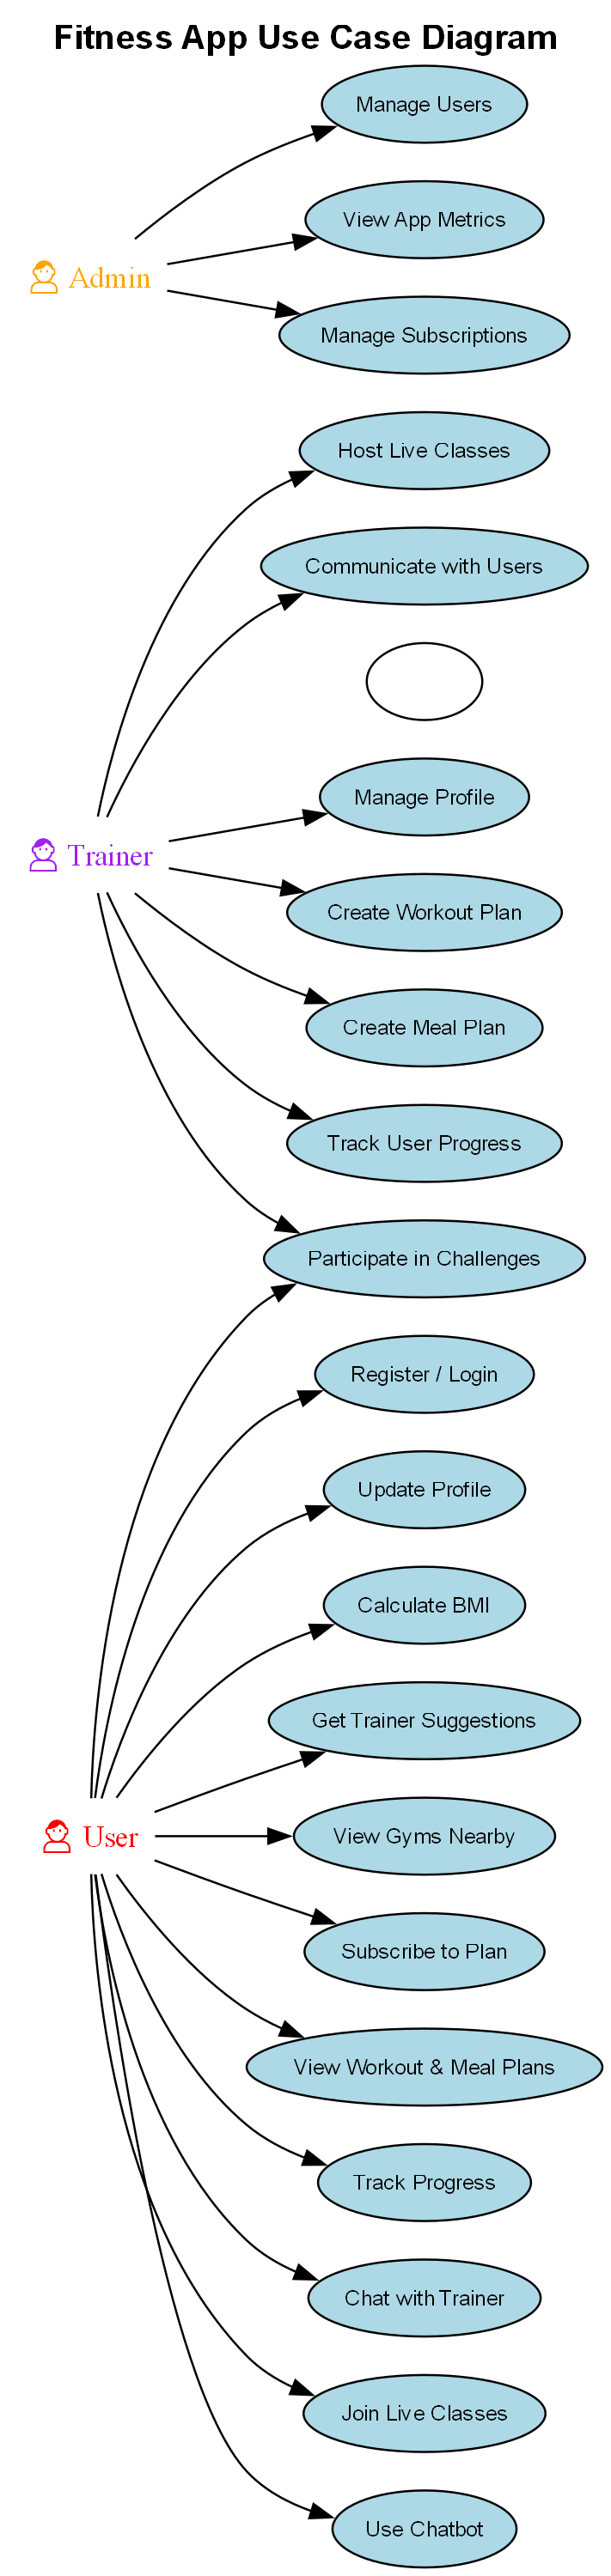 Fitness App Use Case Diagram
Manage Users
View App Metrics
Admin
Manage Subscriptions
Host Live Classes
Communicate with Users
Manage Profile
Trainer
Create Workout Plan
Create Meal Plan
Track User Progress
Participate in Challenges
Register / Login
Update Profile
Calculate BMI
Get Trainer Suggestions
User
View Gyms Nearby
Subscribe to Plan
View Workout & Meal Plans
Track Progress
Chat with Trainer
Join Live Classes
Use Chatbot